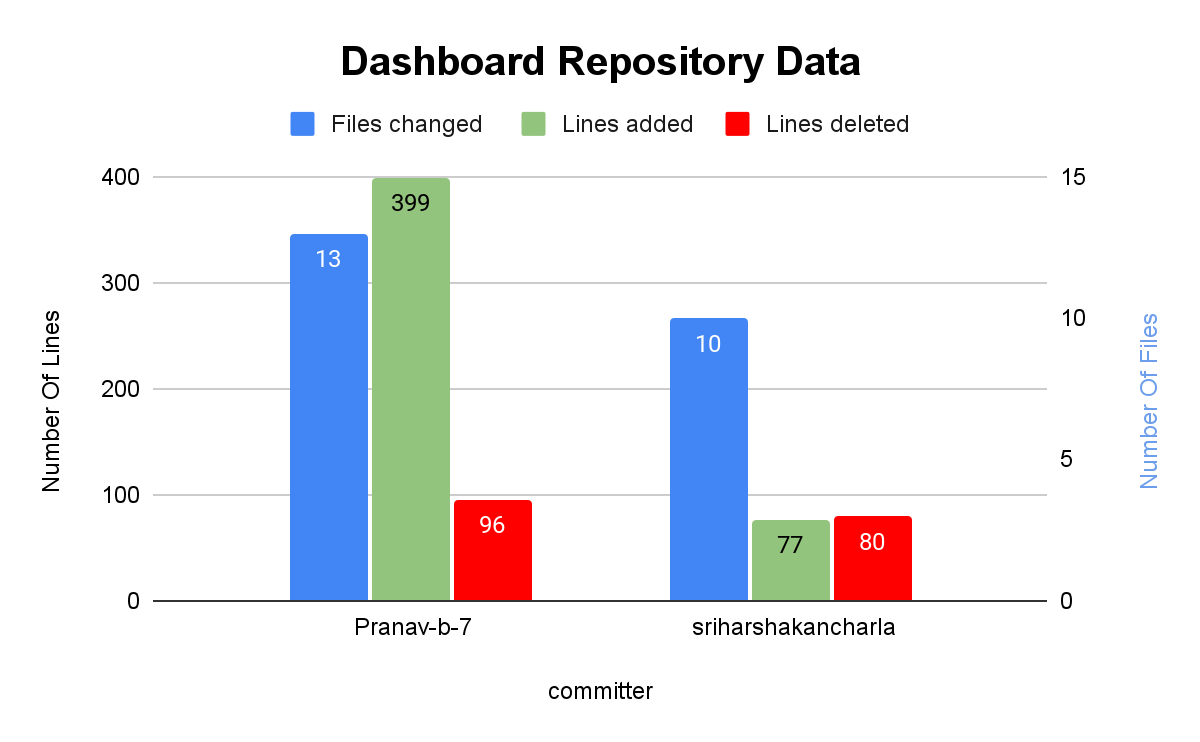 Dashboard Repository Data
Files changed
Lines added
Lines deleted
Number Of Lines
400
300
200
100
0
13
399
96
10
77
80
15
10
5
0
Number Of Files
Pranav-b-7
sriharshakancharla
committer